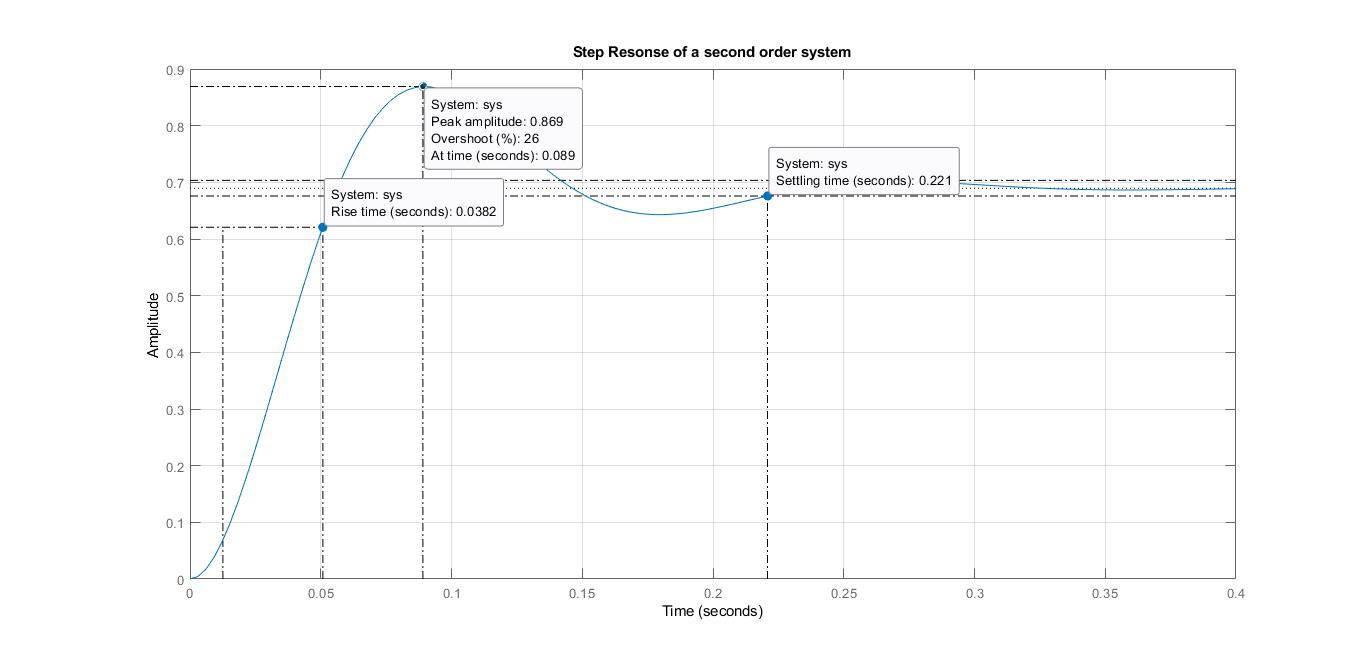 Step Resonse of a second order system
0.9
0.8
0.7
0.6
0.5
0.4
0.3
0.2
0.1
0
Amplitude
System: sys
Peak amplitude: 0.869
Overshoot (%): 26
At time (seconds): 0.089
System: sys
Rise time (seconds): 0.0382
System: sys
Settling time (seconds): 0.221
0 0.05 0.1 0.15 0.2 0.25 0.3 0.35 0.4
Time (seconds)